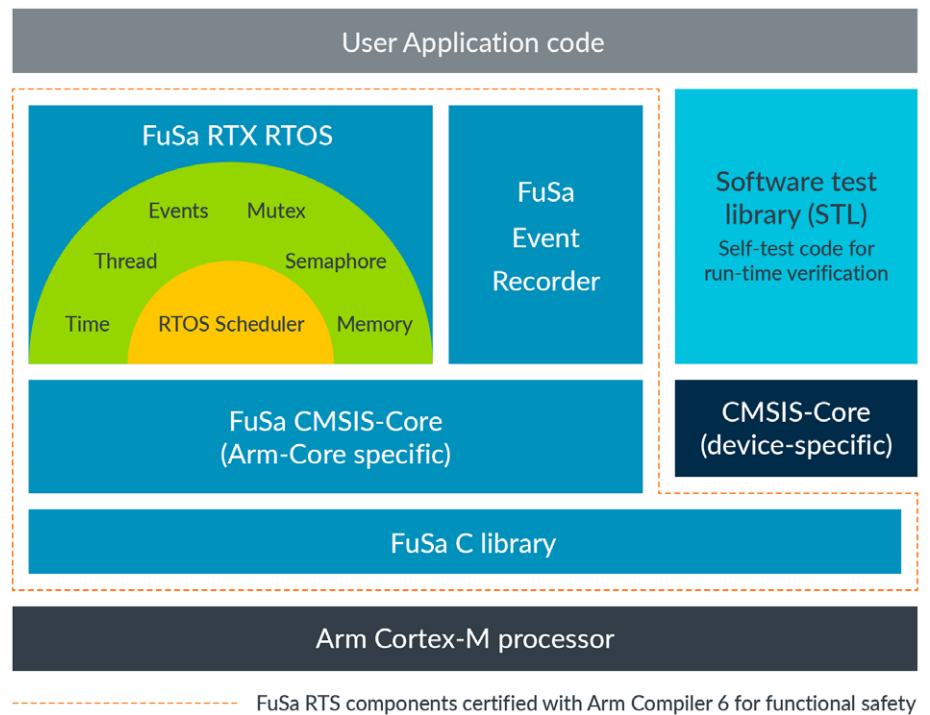 User Application code
FuSa RTX RTOS
Events
Mutex
Thread
Semaphore
Time
RTOS Scheduler
Memory
FuSa
Event
Recorder
Software test
library (STL)
Self-test code for
run-time verification
FuSa CMSIS-Core
(Arm-Core specific)
CMSIS-Core
(device-specific)
FuSa C library
Arm Cortex-M processor
FuSa RTS components certified with Arm Compiler 6 for functional safety